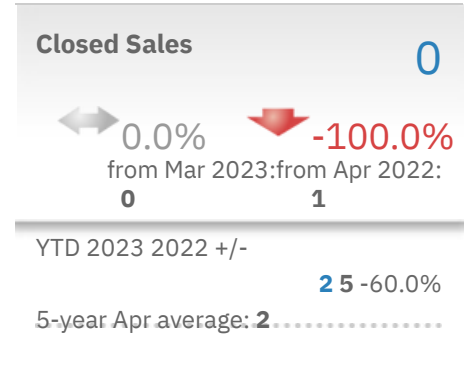 Closed Sales 0
0.0% -100.0%
from Mar 2023: from Apr 2022:
0 1
YTD 2023 2022 +/-
2 5 -60.0%
5-year Apr average: 2